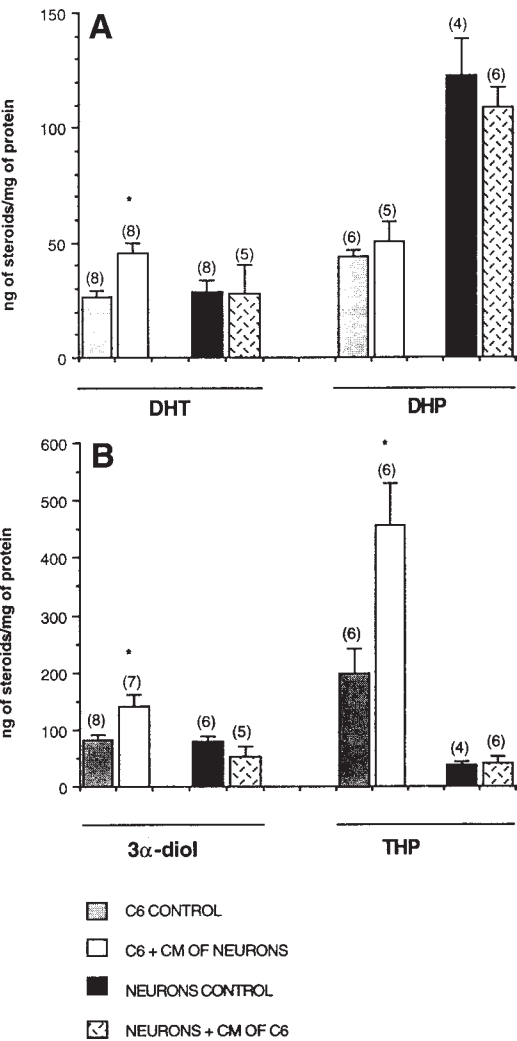 A
ng of steroids/mg of protein
150
100
50
0
(8)
*
(8)
(8)
(5)
(6)
(5)
(4)
(6)
DHT
DHP
B
ng of steroids/mg of protein
600
500
400
300
200
100
0
(8)
*
(7)
(6)
(5)
(6)
*
(6)
(4)
(6)
3α-diol
THP
C6 CONTROL
C6 + CM OF NEURONS
NEURONS CONTROL
NEURONS + CM OF C6